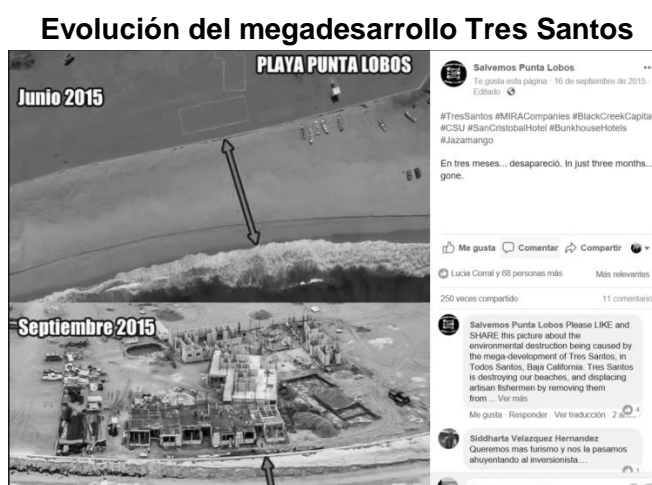 Evolución del megadesarrollo Tres Santos
PLAYA PUNTA LOBOS
Junio 2015
Septiembre 2015
Salvemos Punta Lobos
Te gusta esta página · 16 de septiembre de 2015 ·
Editado ·
#TresSantos #MIRACompanies #BlackCreekCapital
#CSU #SanCristobalHotel #BunkhouseHotels
#Jazamango
En tres meses... desapareció. In just three months...
gone.
Me gusta Comentar Compartir
Lucia Corral y 68 personas más Más relevantes
250 veces compartido 11 comentario
Salvemos Punta Lobos Please LIKE and
SHARE this picture about the
environmental destruction being caused by
the mega-development of Tres Santos, in
Todos Santos, Baja California. Tres Santos
is destroying our beaches, and displacing
artisan fishermen by removing them
from ... Ver más
Me gusta · Responder · Ver traducción · 2 4
Siddharta Velazquez Hernandez
Queremos mas turismo y nos la pasamos
ahuyentando al inversionista....
1